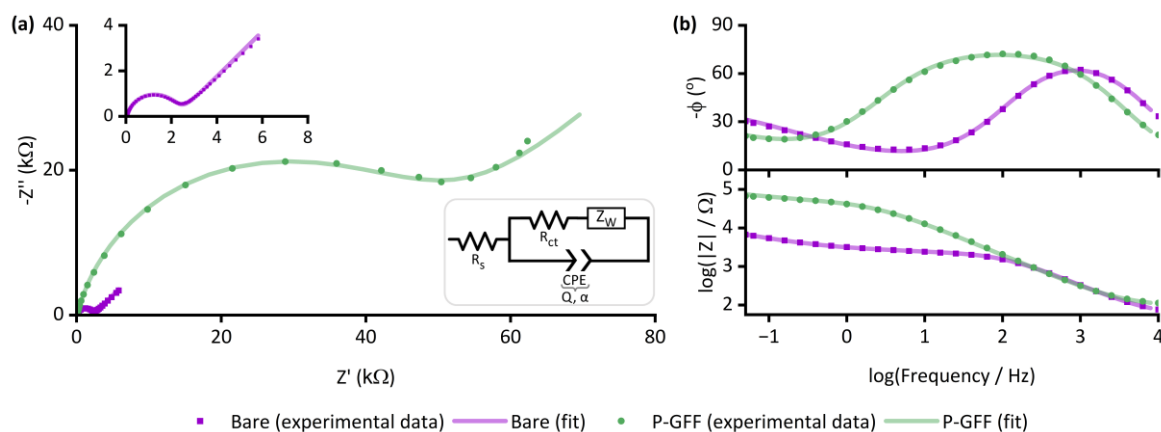 (a)
40
30
20
0
-Z'' (kΩ)
4
2
0
0 2 4 6 8
R_s
R_ct
Z_W
CPE
Q, α
0 20 40 60 80
Z' (kΩ)
(b)
90
60
30
0
-ϕ (°)
5
4
3
2
log(|Z| / Ω)
−1 0 1 2 3 4
log(Frequency / Hz)
Bare (experimental data) Bare (fit) P-GFF (experimental data) P-GFF (fit)